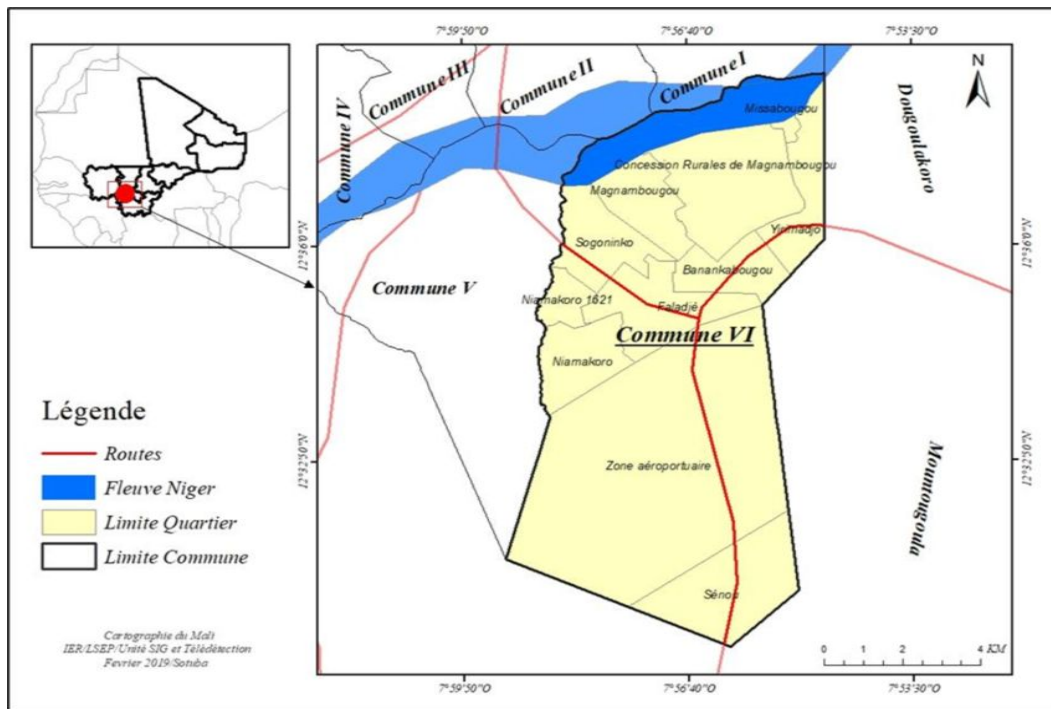 7°59'50"O
7°56'40"O
7°53'30"O
N
Commune III
Commune II
Commune I
Commune IV
Missabougou
Dougoulakoro
Concession Rurales de Magnambougou
Magnambougou
Yirimadjo
Sogoninko
12°36'0"N
12°36'0"N
Banankabougou
Commune V
Niamakoro 1621
Faladjé
Commune VI
Niamakoro
Légende
Routes
Fleuve Niger
Limite Quartier
Limite Commune
Zone aéroportuaire
12°32'50"N
12°32'50"N
Mountougoula
Sénou
Cartographie du Mali
IER/LSEP/Unité SIG et Télédétection
Fevrier 2019/Sotuba
0 1 2 4 KM
7°59'50"O
7°56'40"O
7°53'30"O